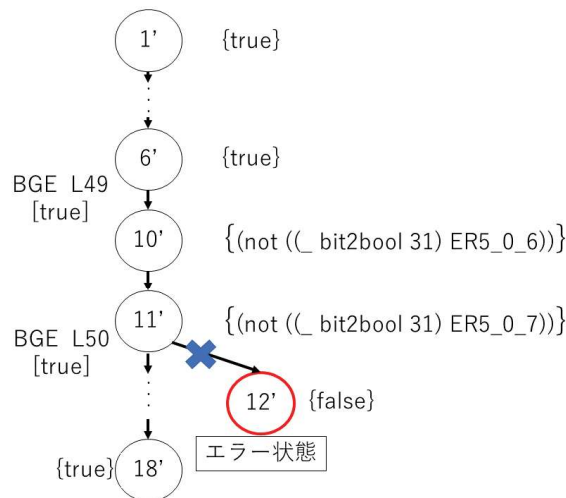 1’ {true}
6’ {true}
BGE L49
[true]
10’ {(not ((_ bit2bool 31) ER5_0_6))}
11’ {(not ((_ bit2bool 31) ER5_0_7))}
BGE L50
[true]
12’ {false}
エラー状態
{true} 18’